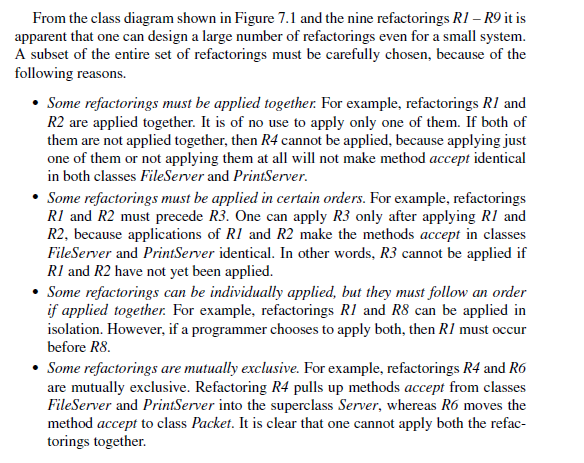 From the class diagram shown in Figure 7.1 and the nine refactorings R1 – R9 it is
apparent that one can design a large number of refactorings even for a small system.
A subset of the entire set of refactorings must be carefully chosen, because of the
following reasons.
• Some refactorings must be applied together. For example, refactorings R1 and
R2 are applied together. It is of no use to apply only one of them. If both of
them are not applied together, then R4 cannot be applied, because applying just
one of them or not applying them at all will not make method accept identical
in both classes FileServer and PrintServer.
• Some refactorings must be applied in certain orders. For example, refactorings
R1 and R2 must precede R3. One can apply R3 only after applying R1 and
R2, because applications of R1 and R2 make the methods accept in classes
FileServer and PrintServer identical. In other words, R3 cannot be applied if
R1 and R2 have not yet been applied.
• Some refactorings can be individually applied, but they must follow an order
if applied together. For example, refactorings R1 and R8 can be applied in
isolation. However, if a programmer chooses to apply both, then R1 must occur
before R8.
• Some refactorings are mutually exclusive. For example, refactorings R4 and R6
are mutually exclusive. Refactoring R4 pulls up methods accept from classes
FileServer and PrintServer into the superclass Server, whereas R6 moves the
method accept to class Packet. It is clear that one cannot apply both the refac-
torings together.